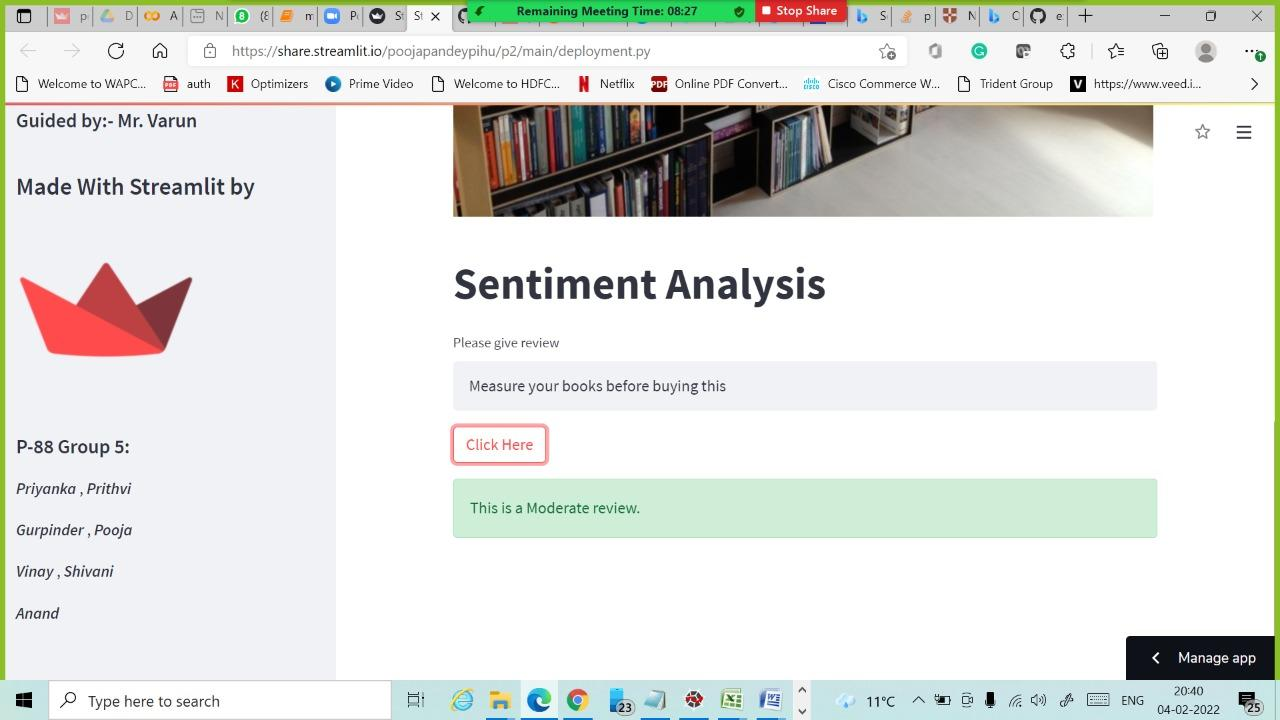 Remaining Meeting Time: 08:27
Stop Share
https://share.streamlit.io/poojapandeypihu/p2/main/deployment.py
Welcome to WAPC...
auth
Optimizers
Prime Video
Welcome to HDFC...
Netflix
Online PDF Convert...
Cisco Commerce W...
Trident Group
https://www.veed.i...
Guided by:- Mr. Varun
Made With Streamlit by
P-88 Group 5:
Priyanka , Prithvi
Gurpinder , Pooja
Vinay , Shivani
Anand
Sentiment Analysis
Please give review
Measure your books before buying this
Click Here
This is a Moderate review.
Manage app
Type here to search
23
11°C
ENG
20:40
04-02-2022
25